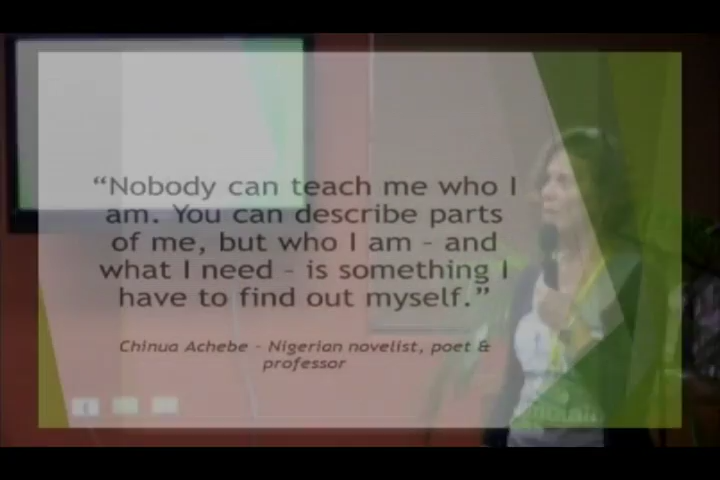 “Nobody can teach me who I
am. You can describe parts
of me, but who I am – and
what I need – is something I
have to find out myself.”
Chinua Achebe – Nigerian novelist, poet &
professor